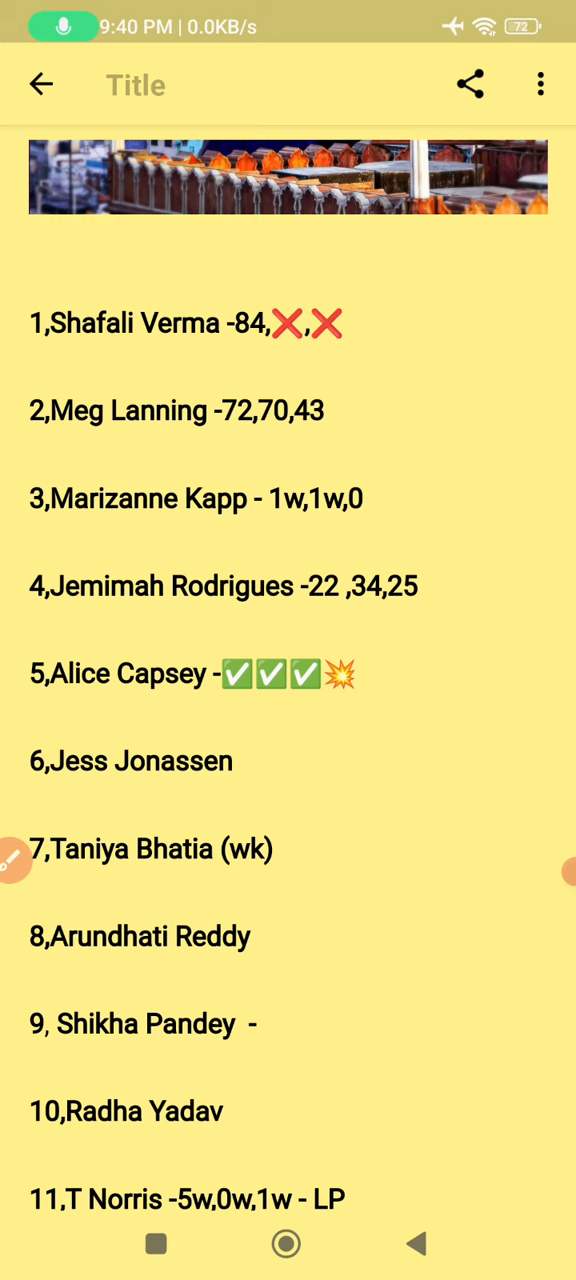 9:40 PM | 0.0KB/s 72
Title
1,Shafali Verma -84,❌,❌
2,Meg Lanning -72,70,43
3,Marizanne Kapp - 1w,1w,0
4,Jemimah Rodrigues -22 ,34,25
5,Alice Capsey -✅✅✅💥
6,Jess Jonassen
7,Taniya Bhatia (wk)
8,Arundhati Reddy
9, Shikha Pandey -
10,Radha Yadav
11,T Norris -5w,0w,1w - LP